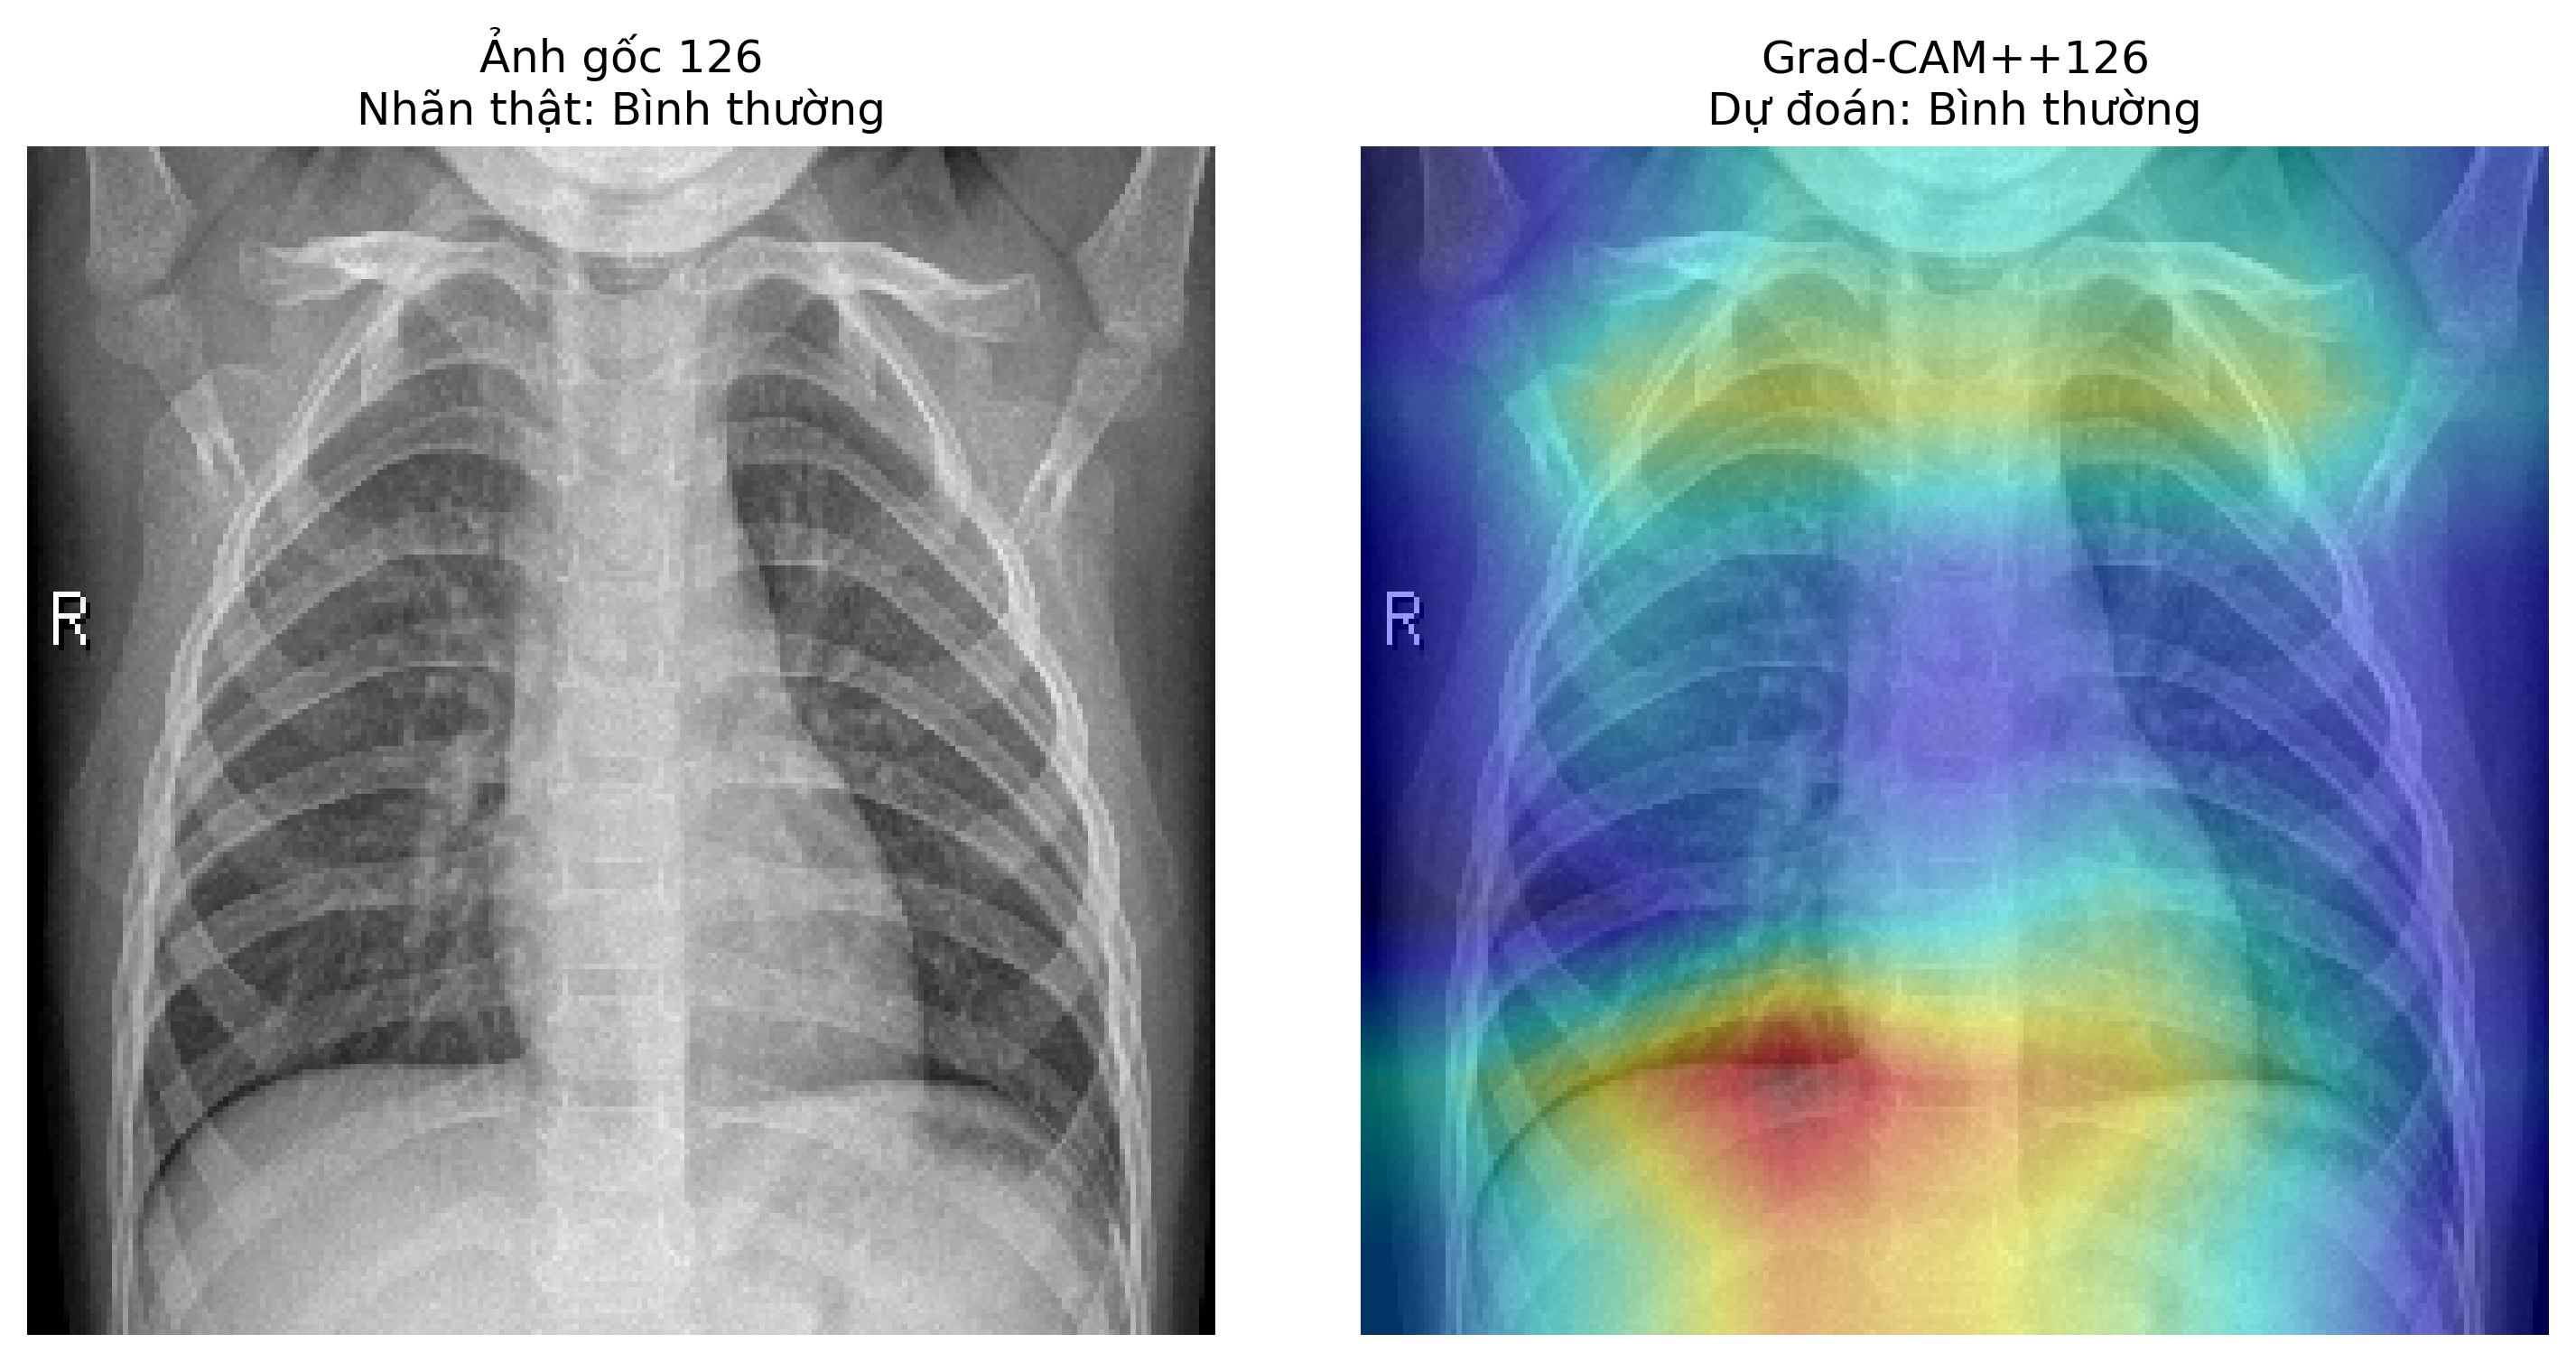 Ảnh gốc 126
Nhãn thật: Bình thường
Grad-CAM++126
Dự đoán: Bình thường
R
R